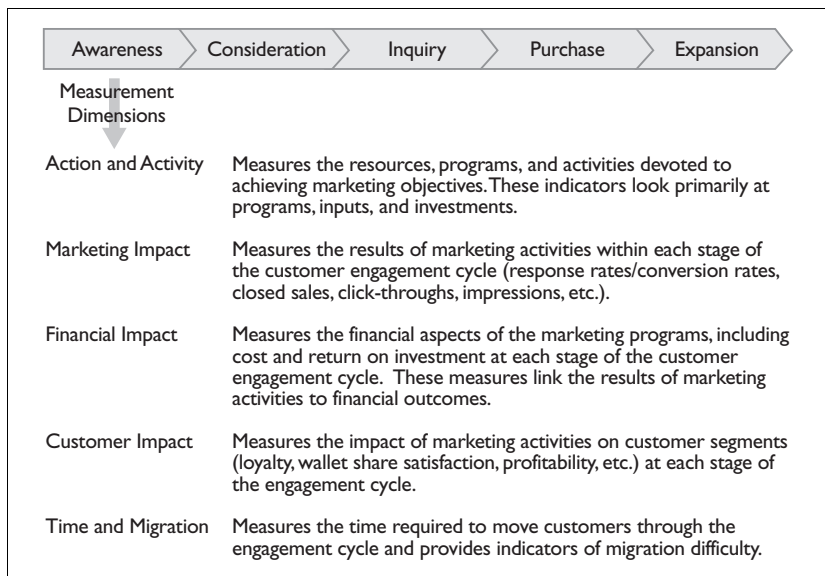 Awareness Consideration Inquiry Purchase Expansion
Measurement
Dimensions
Action and Activity Measures the resources, programs, and activities devoted to
achieving marketing objectives. These indicators look primarily at
programs, inputs, and investments.
Marketing Impact Measures the results of marketing activities within each stage of
the customer engagement cycle (response rates/conversion rates,
closed sales, click-throughs, impressions, etc.).
Financial Impact Measures the financial aspects of the marketing programs, including
cost and return on investment at each stage of the customer
engagement cycle. These measures link the results of marketing
activities to financial outcomes.
Customer Impact Measures the impact of marketing activities on customer segments
(loyalty, wallet share satisfaction, profitability, etc.) at each stage of
the engagement cycle.
Time and Migration Measures the time required to move customers through the
engagement cycle and provides indicators of migration difficulty.